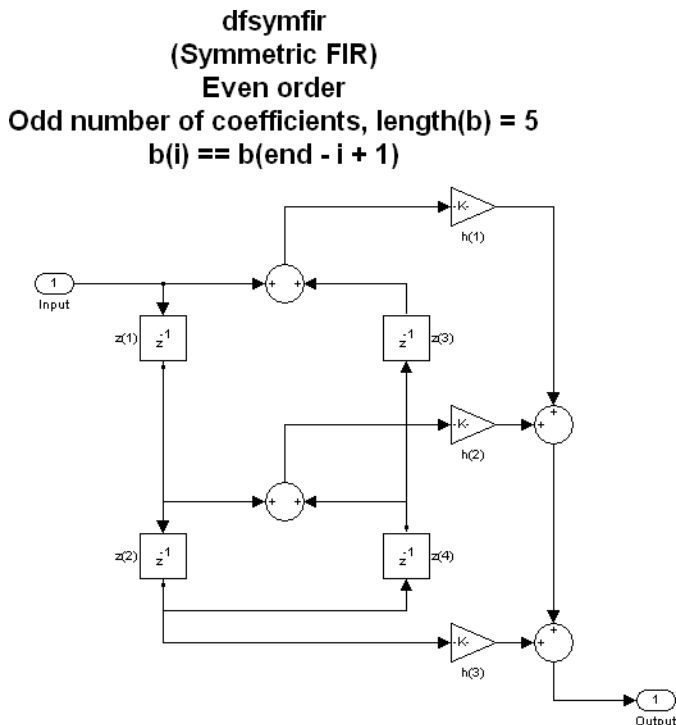 dfsymfir
(Symmetric FIR)
Even order
Odd number of coefficients, length(b) = 5
b(i) == b(end - i + 1)
-K-
h(1)
1
Input
+ +
z(1)
z-1
z-1
z(3)
-K-
h(2)
+
+
+ +
z(2)
z-1
z-1
z(4)
-K-
h(3)
+
+
1
Output